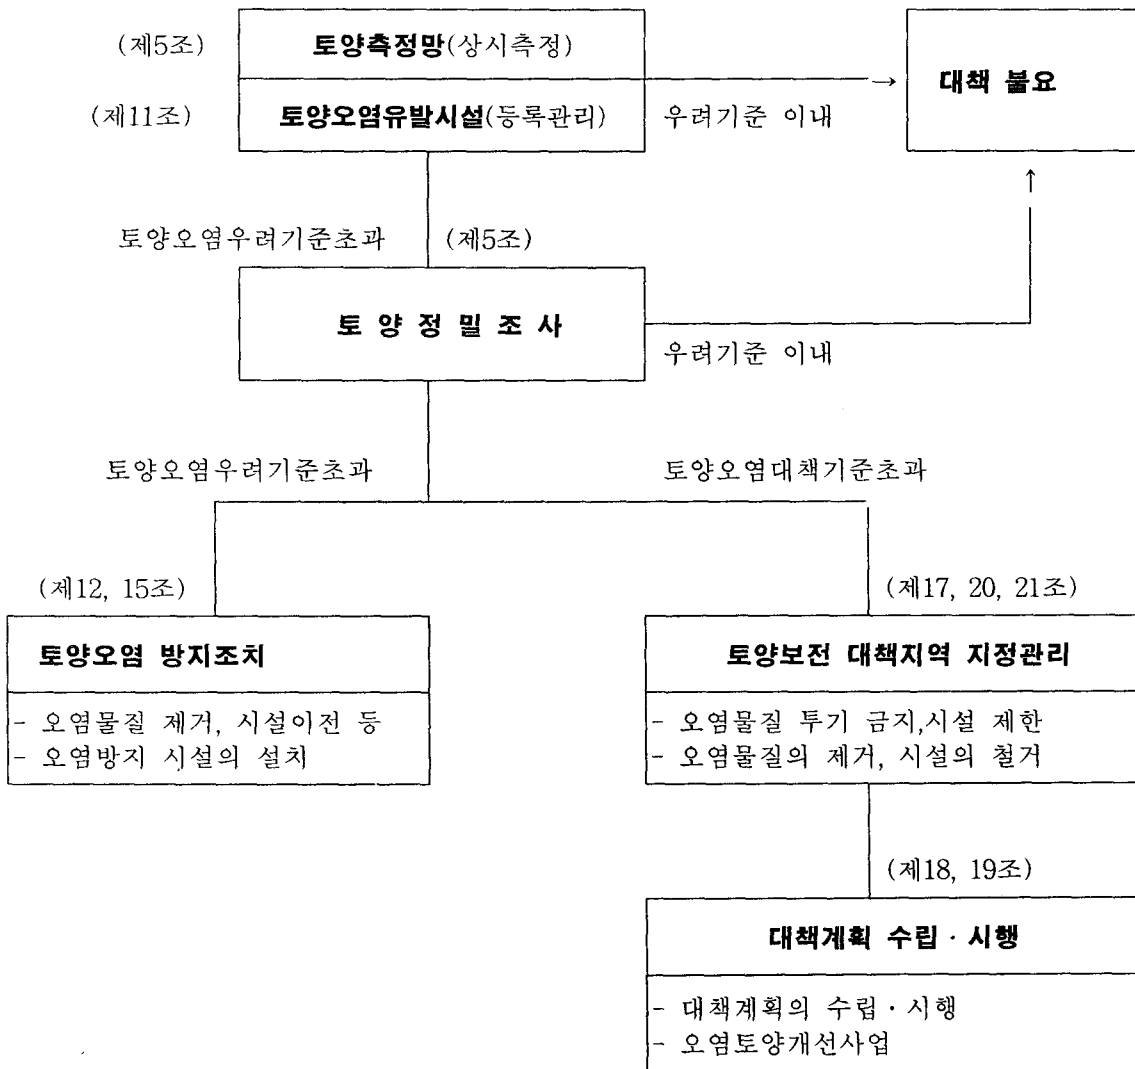 (제5조) 토양측정망(상시측정)
→ 대책 불요
(제11조) 토양오염유발시설(등록관리) 우려기준 이내
↑
토양오염우려기준초과 (제5조)
토 양 정 밀 조 사
우려기준 이내
토양오염우려기준초과 토양오염대책기준초과
(제12, 15조) (제17, 20, 21조)
토양오염 방지조치
- 오염물질 제거, 시설이전 등
- 오염방지 시설의 설치
토양보전 대책지역 지정관리
- 오염물질 투기 금지,시설 제한
- 오염물질의 제거, 시설의 철거
(제18, 19조)
대책계획 수립 · 시행
- 대책계획의 수립 · 시행
- 오염토양개선사업